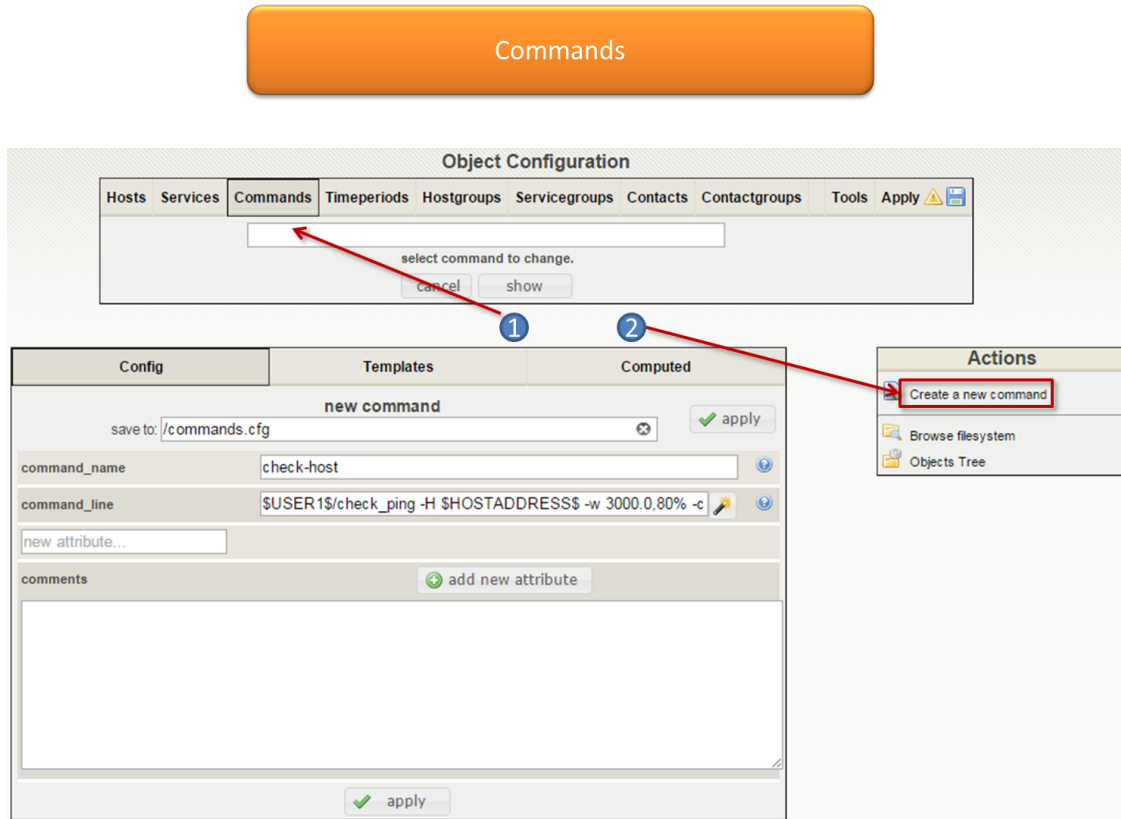 Commands
Object Configuration
Hosts Services Commands Timeperiods Hostgroups Servicegroups Contacts Contactgroups Tools Apply
select command to change.
cancel show
1 2
Config Templates Computed
new command
save to: /commands.cfg
apply
command_name check-host
command_line $USER1$/check_ping -H $HOSTADDRESS$ -w 3000.0,80% -c
new attribute...
comments add new attribute
apply
Actions
Create a new command
Browse filesystem
Objects Tree